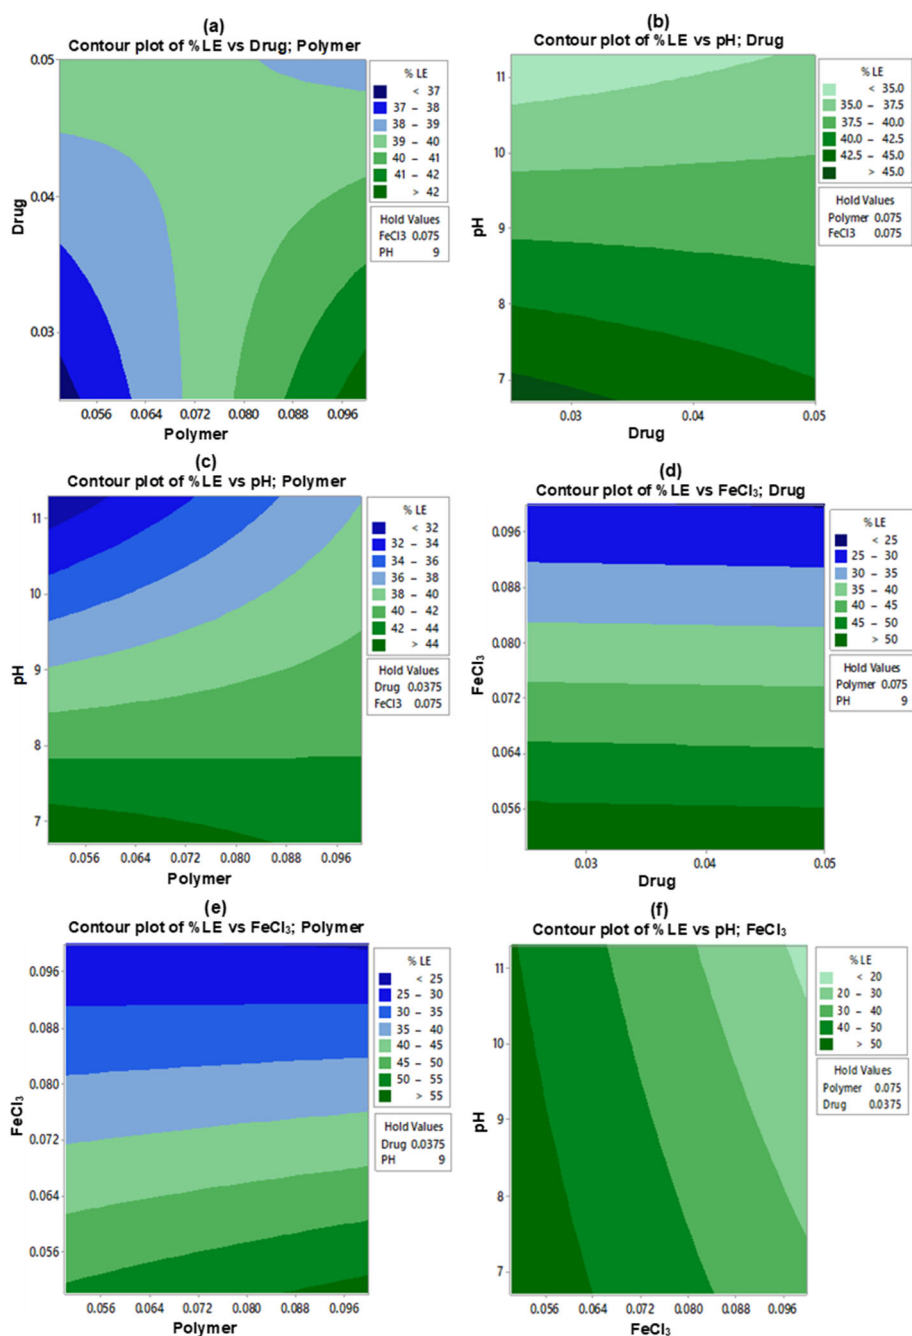 (a)
Contour plot of %LE vs Drug; Polymer
0.05
0.04
0.03
Drug
0.056 0.064 0.072 0.080 0.088 0.096
Polymer
% LE
< 37
37 – 38
38 – 39
39 – 40
40 – 41
41 – 42
> 42
Hold Values
FeCl3 0.075
PH 9
(b)
Contour plot of %LE vs pH; Drug
11
10
9
8
7
pH
0.03 0.04 0.05
Drug
% LE
< 35.0
35.0 – 37.5
37.5 – 40.0
40.0 – 42.5
42.5 – 45.0
> 45.0
Hold Values
Polymer 0.075
FeCl3 0.075
(c)
Contour plot of %LE vs pH; Polymer
11
10
9
8
7
pH
0.056 0.064 0.072 0.080 0.088 0.096
Polymer
% LE
< 32
32 – 34
34 – 36
36 – 38
38 – 40
40 – 42
42 – 44
> 44
Hold Values
Drug 0.0375
FeCl3 0.075
(d)
Contour plot of %LE vs FeCl₃; Drug
0.096
0.088
0.080
0.072
0.064
0.056
FeCl₃
0.03 0.04 0.05
Drug
% LE
< 25
25 – 30
30 – 35
35 – 40
40 – 45
45 – 50
> 50
Hold Values
Polymer 0.075
PH 9
(e)
Contour plot of %LE vs FeCl₃; Polymer
0.096
0.088
0.080
0.072
0.064
0.056
FeCl₃
0.056 0.064 0.072 0.080 0.088 0.096
Polymer
% LE
< 25
25 – 30
30 – 35
35 – 40
40 – 45
45 – 50
50 – 55
> 55
Hold Values
Drug 0.0375
PH 9
(f)
Contour plot of %LE vs pH; FeCl₃
11
10
9
8
7
pH
0.056 0.064 0.072 0.080 0.088 0.096
FeCl₃
% LE
< 20
20 – 30
30 – 40
40 – 50
> 50
Hold Values
Polymer 0.075
Drug 0.0375